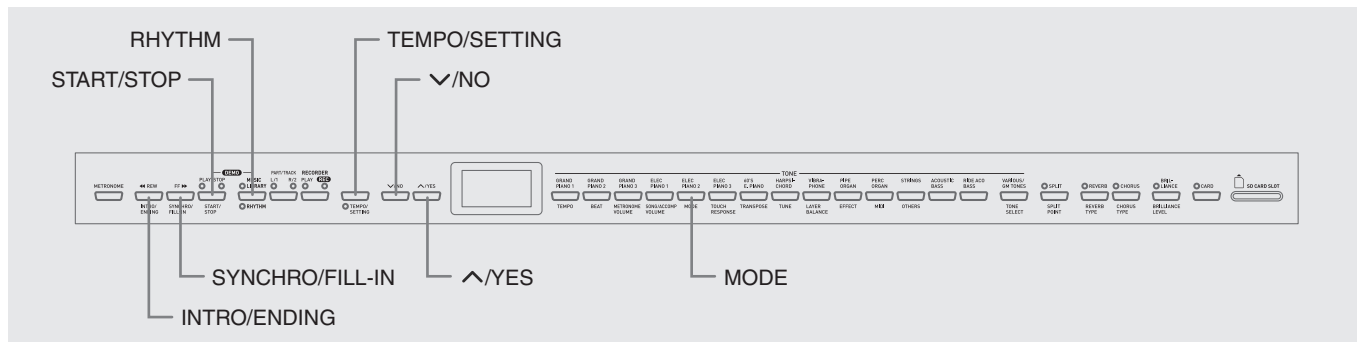 RHYTHM
TEMPO/SETTING
START/STOP
∨/NO
DEMO
PART/TRACK RECORDER
PLAY/STOP MUSIC LIBRARY L/1 R/2 PLAY REC
METRONOME ◀◀ REW FF ▶▶ ∨/NO ∧/YES
INTRO/ENDING SYNCHRO/FILL-IN START/STOP RHYTHM TEMPO/SETTING
TONE
GRAND PIANO 1 GRAND PIANO 2 GRAND PIANO 3 ELEC PIANO 1 ELEC PIANO 2 ELEC PIANO 3 60'S E. PIANO HARPSI-CHORD VIBRA-PHONE PIPE ORGAN PERC ORGAN STRINGS ACOUSTIC BASS RIDE ACO BASS VARIOUS/GM TONES SPLIT REVERB CHORUS BRIL-LIANCE CARD SD CARD SLOT
TEMPO BEAT METRONOME VOLUME SONG/ACCOMP VOLUME MODE TOUCH RESPONSE TRANSPOSE TUNE LAYER BALANCE EFFECT MIDI OTHERS TONE SELECT SPLIT POINT REVERB TYPE CHORUS TYPE BRILLIANCE LEVEL
SYNCHRO/FILL-IN
∧/YES
MODE
INTRO/ENDING